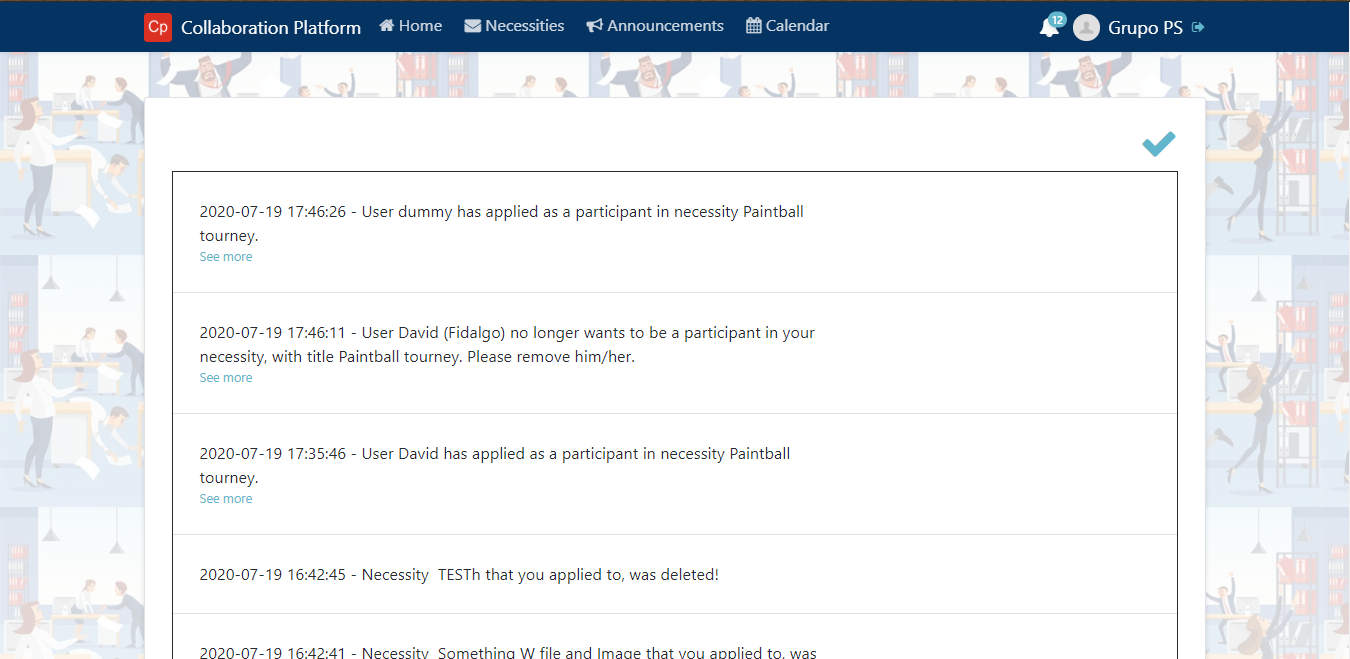 Cp Collaboration Platform Home Necessities Announcements Calendar 12 Grupo PS
2020-07-19 17:46:26 - User dummy has applied as a participant in necessity Paintball
tourney.
See more
2020-07-19 17:46:11 - User David (Fidalgo) no longer wants to be a participant in your
necessity, with title Paintball tourney. Please remove him/her.
See more
2020-07-19 17:35:46 - User David has applied as a participant in necessity Paintball
tourney.
See more
2020-07-19 16:42:45 - Necessity  TESTh that you applied to, was deleted!
2020-07-19 16:42:41 - Necessity  Something W file and Image that you applied to, was